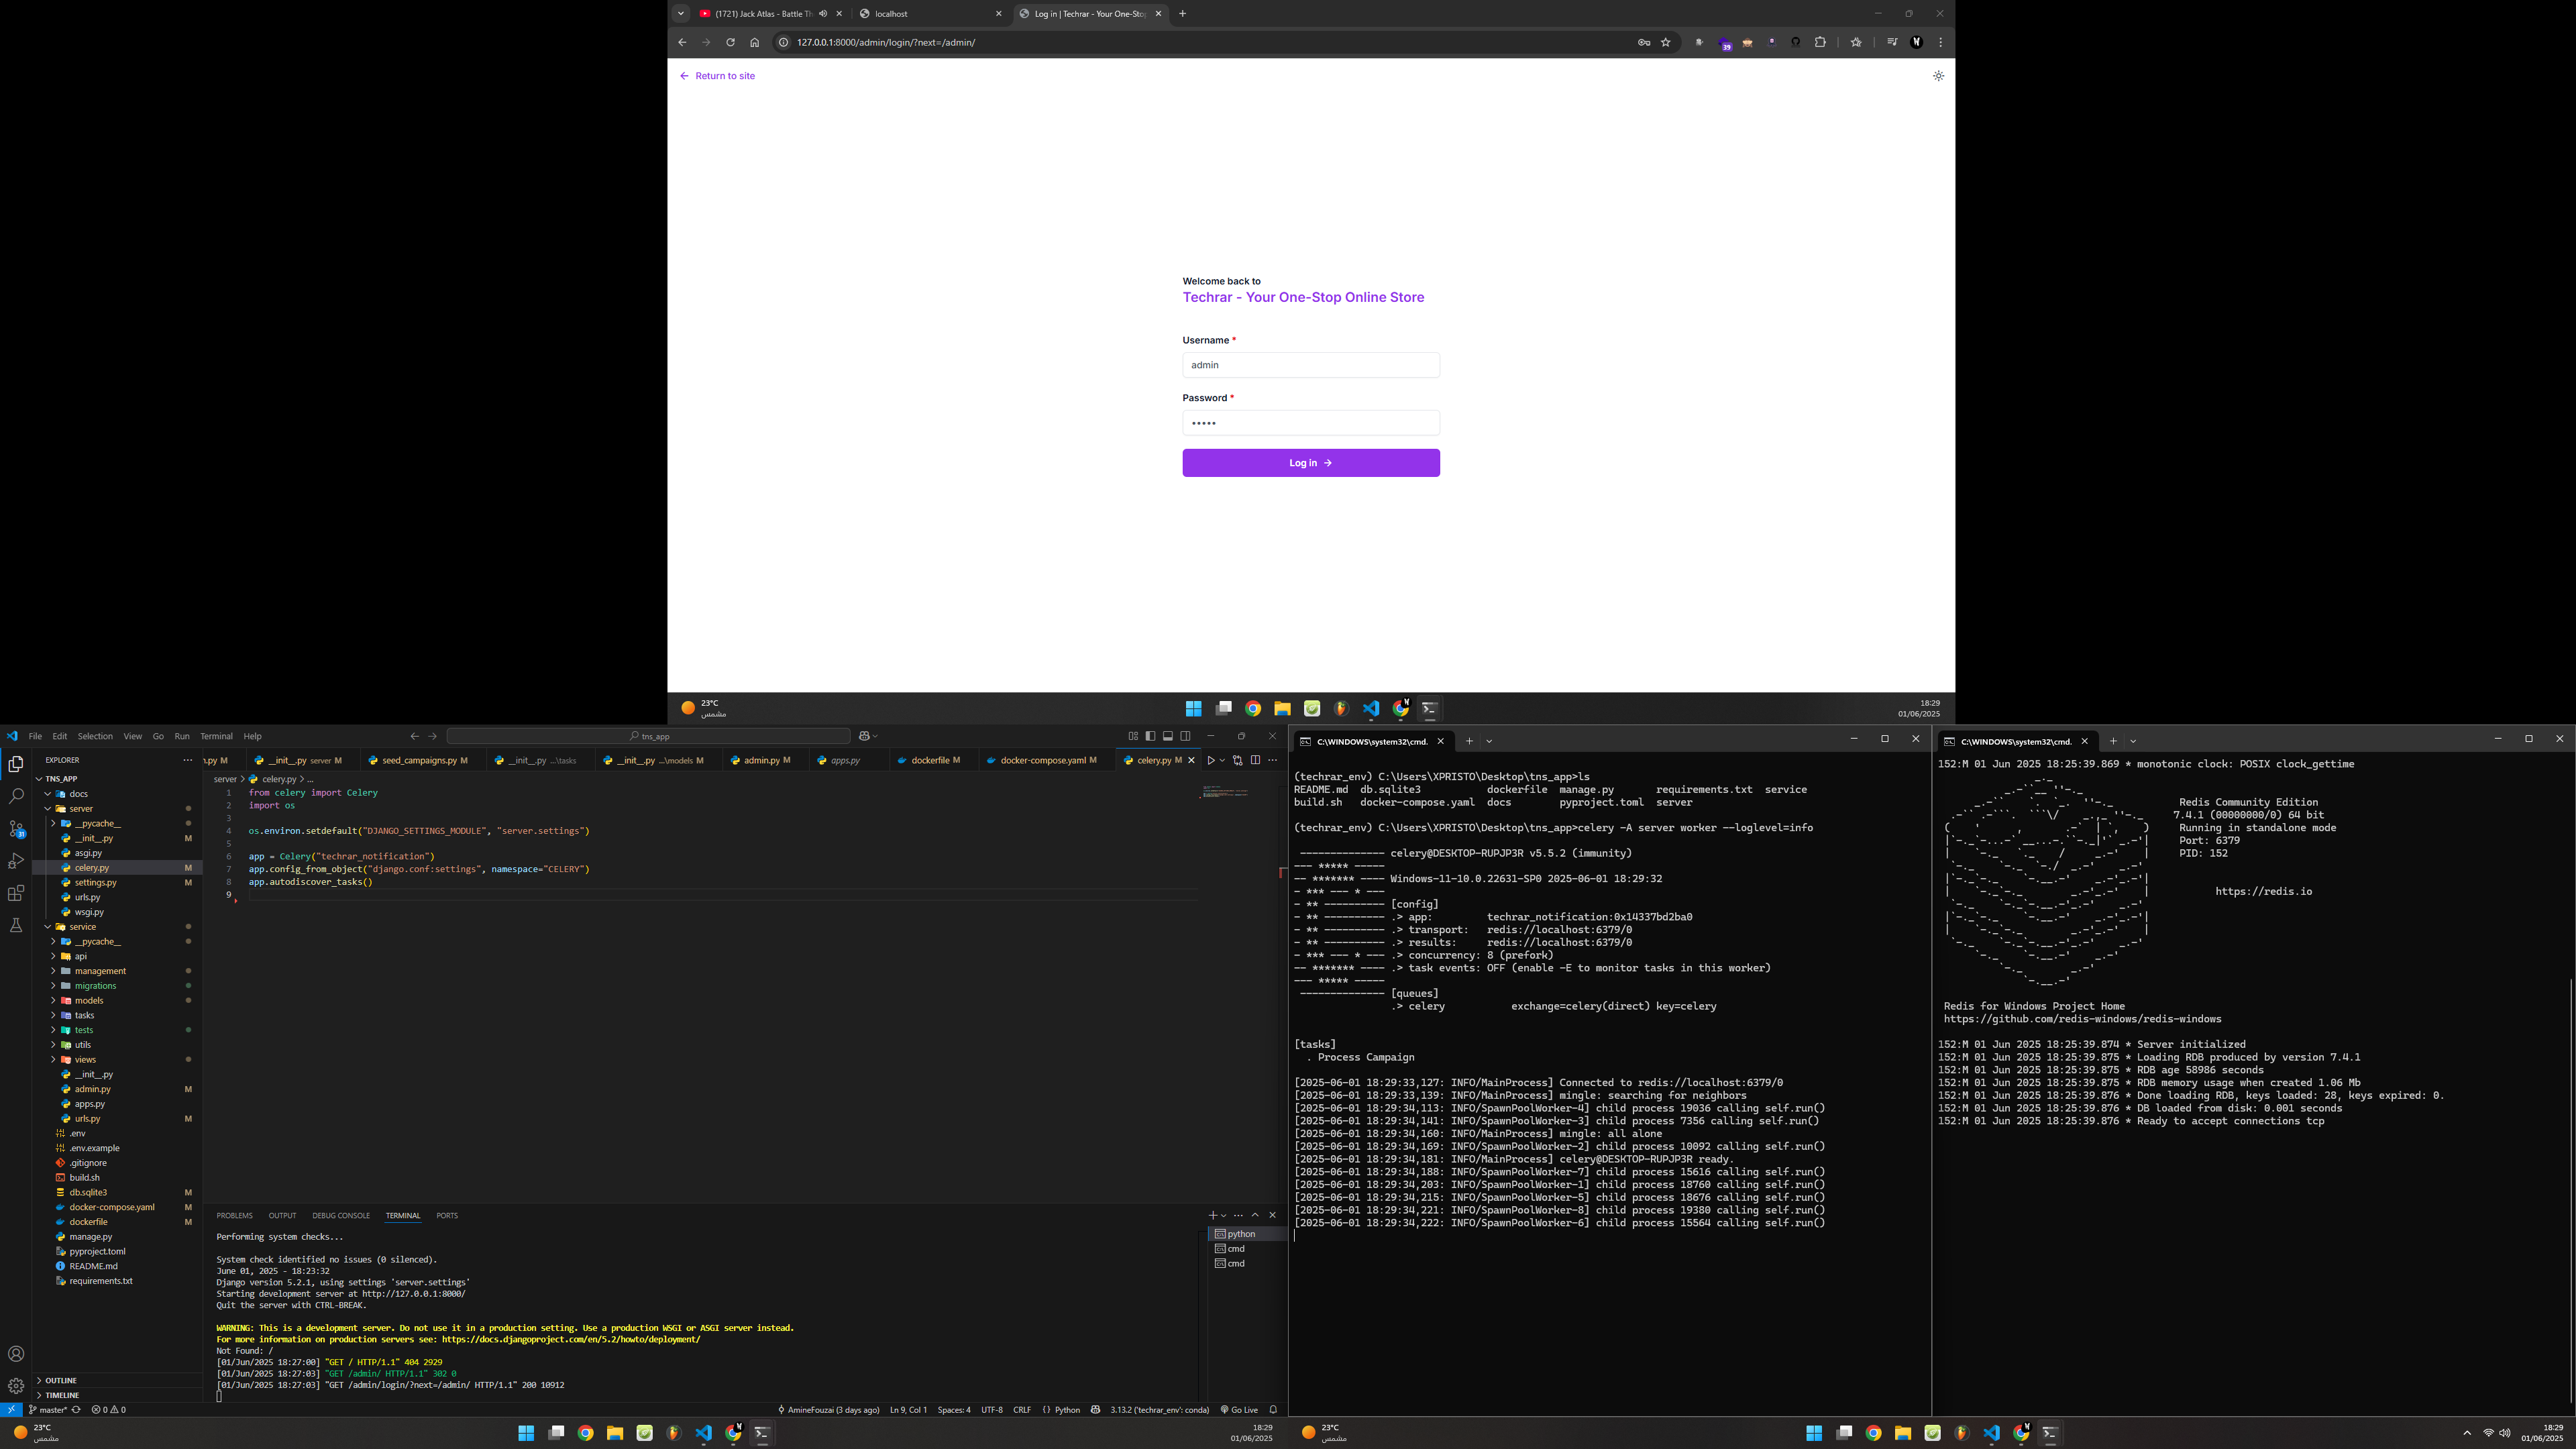 (1721) Jack Atlas - Battle Th
localhost
Log in | Techrar - Your One-Sto
127.0.0.1:8000/admin/login/?next=/admin/
39
Return to site
Welcome back to
Techrar - Your One-Stop Online Store
Username *
admin
Password *
•••••
Log in
23°C
مشمس
18:29
01/06/2025
File Edit Selection View Go Run Terminal Help
tns_app
EXPLORER
TNS_APP
docs
server
__pycache__
__init__.py M
asgi.py
celery.py M
settings.py M
urls.py
wsgi.py
service
__pycache__
api
management
migrations
models
tasks
tests
utils
views
__init__.py
admin.py M
apps.py
urls.py M
.env
.env.example
.gitignore
build.sh
db.sqlite3 M
docker-compose.yaml M
dockerfile M
manage.py
pyproject.toml
README.md
requirements.txt
OUTLINE
TIMELINE
n.py M
__init__.py server M
seed_campaigns.py M
__init__.py ...\tasks
__init__.py ...\models M
admin.py M
apps.py
dockerfile M
docker-compose.yaml M
celery.py M
server > celery.py > ...
1 from celery import Celery
2 import os
3
4 os.environ.setdefault("DJANGO_SETTINGS_MODULE", "server.settings")
5
6 app = Celery("techrar_notification")
7 app.config_from_object("django.conf:settings", namespace="CELERY")
8 app.autodiscover_tasks()
9
PROBLEMS OUTPUT DEBUG CONSOLE TERMINAL PORTS
python
cmd
cmd
Performing system checks...
System check identified no issues (0 silenced).
June 01, 2025 - 18:23:32
Django version 5.2.1, using settings 'server.settings'
Starting development server at http://127.0.0.1:8000/
Quit the server with CTRL-BREAK.
WARNING: This is a development server. Do not use it in a production setting. Use a production WSGI or ASGI server instead.
For more information on production servers see: https://docs.djangoproject.com/en/5.2/howto/deployment/
Not Found: /
[01/Jun/2025 18:27:00] "GET / HTTP/1.1" 404 2929
[01/Jun/2025 18:27:03] "GET /admin/ HTTP/1.1" 302 0
[01/Jun/2025 18:27:03] "GET /admin/login/?next=/admin/ HTTP/1.1" 200 10912
master* 0 0
AmineFouzai (3 days ago) Ln 9, Col 1 Spaces: 4 UTF-8 CRLF Python 3.13.2 ('techrar_env': conda) Go Live
23°C
مشمس
18:29
01/06/2025
C:\WINDOWS\system32\cmd.
(techrar_env) C:\Users\XPRISTO\Desktop\tns_app>ls
README.md db.sqlite3 dockerfile manage.py requirements.txt service
build.sh docker-compose.yaml docs pyproject.toml server
(techrar_env) C:\Users\XPRISTO\Desktop\tns_app>celery -A server worker --loglevel=info
-------------- celery@DESKTOP-RUPJP3R v5.5.2 (immunity)
--- ***** -----
-- ******* ---- Windows-11-10.0.22631-SP0 2025-06-01 18:29:32
- *** --- * ---
- ** ---------- [config]
- ** ---------- .> app: techrar_notification:0x14337bd2ba0
- ** ---------- .> transport: redis://localhost:6379/0
- ** ---------- .> results: redis://localhost:6379/0
- *** --- * --- .> concurrency: 8 (prefork)
-- ******* ---- .> task events: OFF (enable -E to monitor tasks in this worker)
--- ***** -----
-------------- [queues]
.> celery exchange=celery(direct) key=celery
[tasks]
. Process Campaign
[2025-06-01 18:29:33,127: INFO/MainProcess] Connected to redis://localhost:6379/0
[2025-06-01 18:29:33,139: INFO/MainProcess] mingle: searching for neighbors
[2025-06-01 18:29:34,113: INFO/SpawnPoolWorker-4] child process 19036 calling self.run()
[2025-06-01 18:29:34,141: INFO/SpawnPoolWorker-3] child process 7356 calling self.run()
[2025-06-01 18:29:34,160: INFO/MainProcess] mingle: all alone
[2025-06-01 18:29:34,169: INFO/SpawnPoolWorker-2] child process 10092 calling self.run()
[2025-06-01 18:29:34,181: INFO/MainProcess] celery@DESKTOP-RUPJP3R ready.
[2025-06-01 18:29:34,188: INFO/SpawnPoolWorker-7] child process 15616 calling self.run()
[2025-06-01 18:29:34,203: INFO/SpawnPoolWorker-1] child process 18760 calling self.run()
[2025-06-01 18:29:34,215: INFO/SpawnPoolWorker-5] child process 18676 calling self.run()
[2025-06-01 18:29:34,221: INFO/SpawnPoolWorker-8] child process 19380 calling self.run()
[2025-06-01 18:29:34,222: INFO/SpawnPoolWorker-6] child process 15564 calling self.run()
C:\WINDOWS\system32\cmd.
152:M 01 Jun 2025 18:25:39.869 * monotonic clock: POSIX clock_gettime
Redis Community Edition
7.4.1 (00000000/0) 64 bit
Running in standalone mode
Port: 6379
PID: 152
https://redis.io
Redis for Windows Project Home
https://github.com/redis-windows/redis-windows
152:M 01 Jun 2025 18:25:39.874 * Server initialized
152:M 01 Jun 2025 18:25:39.875 * Loading RDB produced by version 7.4.1
152:M 01 Jun 2025 18:25:39.875 * RDB age 58986 seconds
152:M 01 Jun 2025 18:25:39.875 * RDB memory usage when created 1.06 Mb
152:M 01 Jun 2025 18:25:39.876 * Done loading RDB, keys loaded: 28, keys expired: 0.
152:M 01 Jun 2025 18:25:39.876 * DB loaded from disk: 0.001 seconds
152:M 01 Jun 2025 18:25:39.876 * Ready to accept connections tcp
23°C
مشمس
18:29
01/06/2025